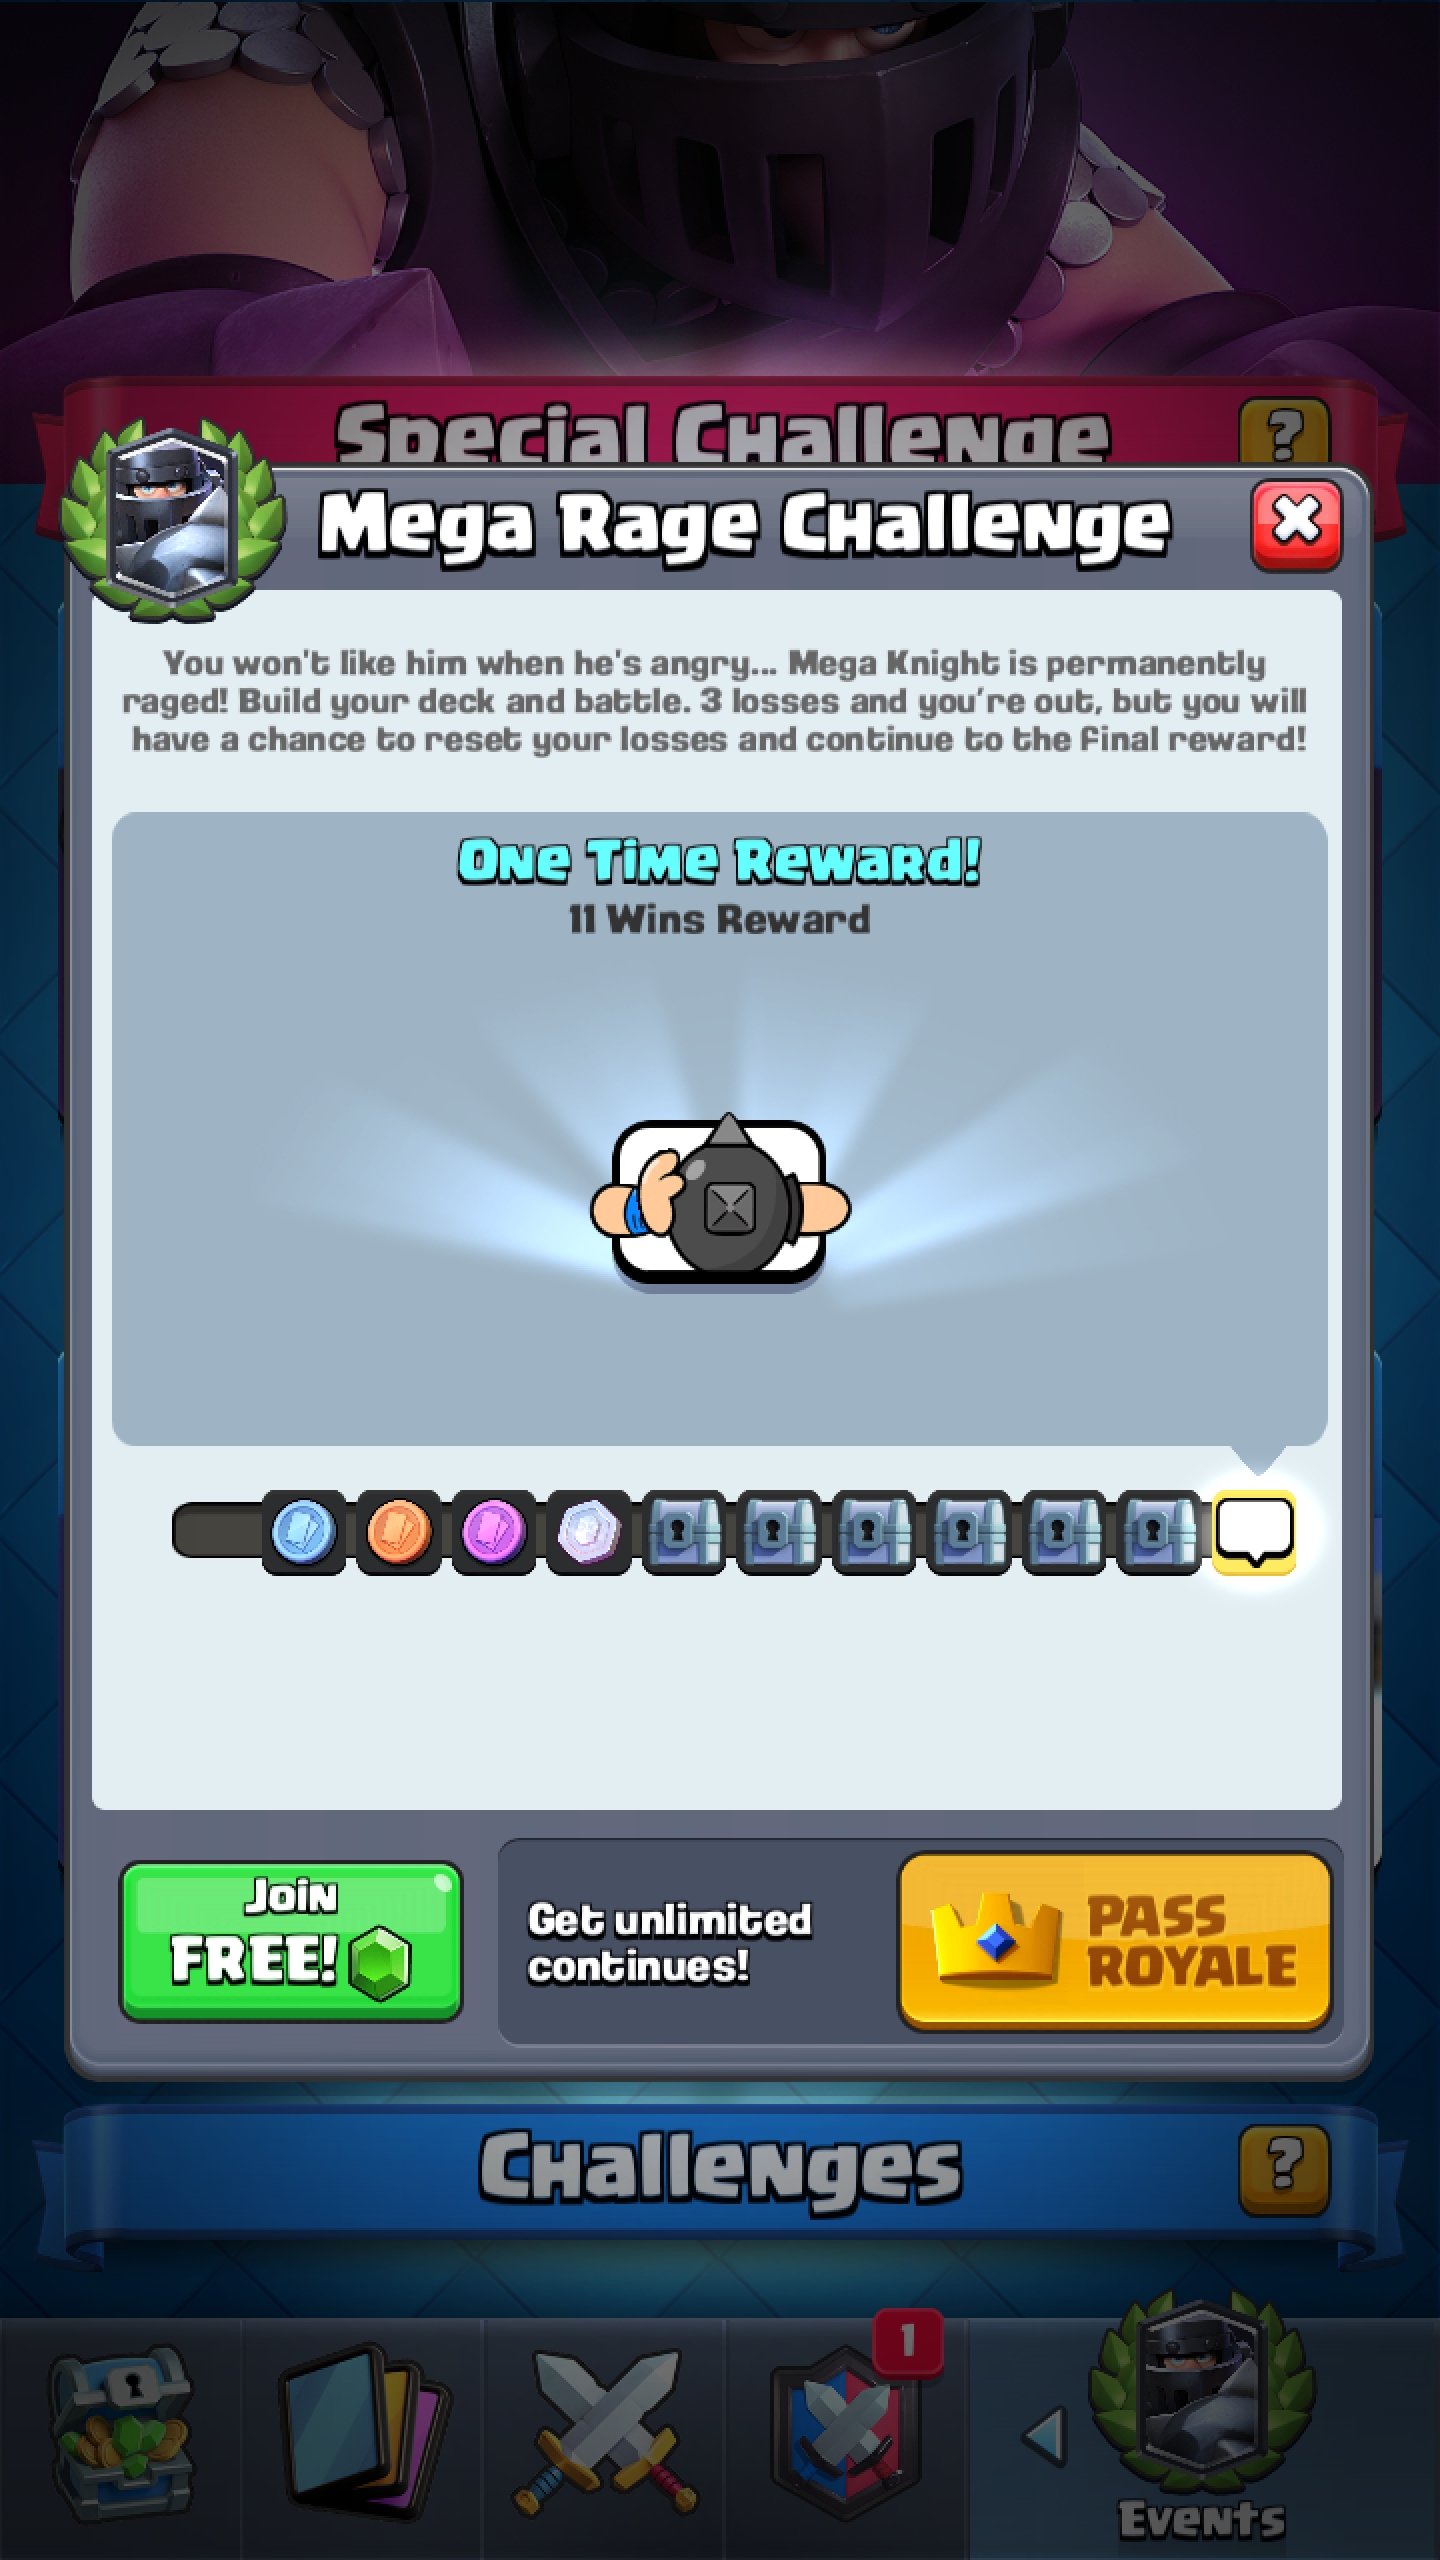 Special Challenge
?
Mega Rage Challenge
You won't like him when he's angry... Mega Knight is permanently
raged! Build your deck and battle. 3 losses and you're out, but you will
have a chance to reset your losses and continue to the final reward!
One Time Reward!
11 Wins Reward
Join
FREE!
Get unlimited
continues!
PASS
ROYALE
Challenges
?
1
Events